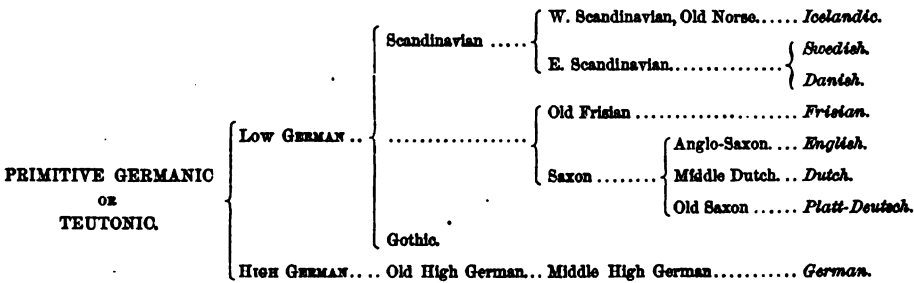 W. Scandinavian, Old Norse...... Icelandic.
Scandinavian .....
Swedish.
E. Scandinavian...............
Danish.
Old Frisian ..................... Frisian.
LOW GERMAN .. ..................
Anglo-Saxon.... English.
PRIMITIVE GERMANIC
Saxon ........
Middle Dutch... Dutch.
OR
TEUTONIC.
Old Saxon ...... Platt-Deutsch.
Gothic.
HIGH GERMAN.... Old High German... Middle High German........... German.